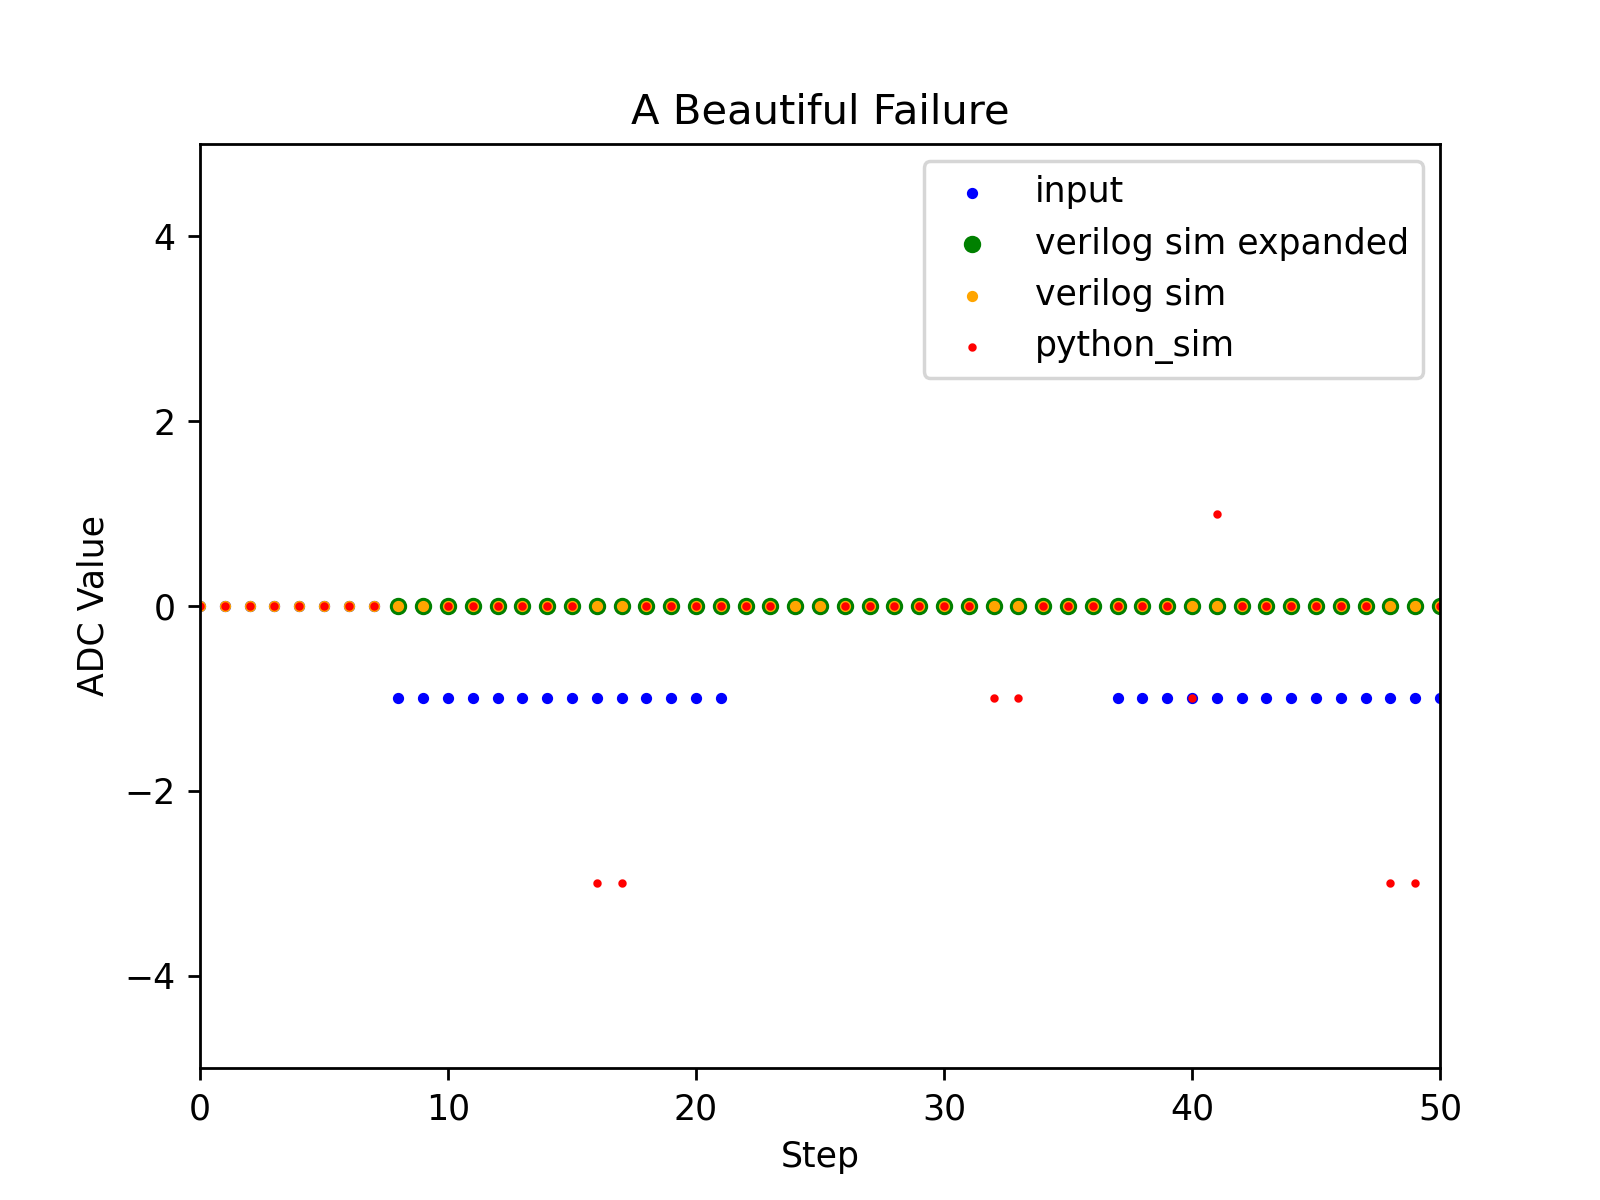 A Beautiful Failure
input
verilog sim expanded
verilog sim
python_sim
ADC Value
4
2
0
−2
−4
0 10 20 30 40 50
Step